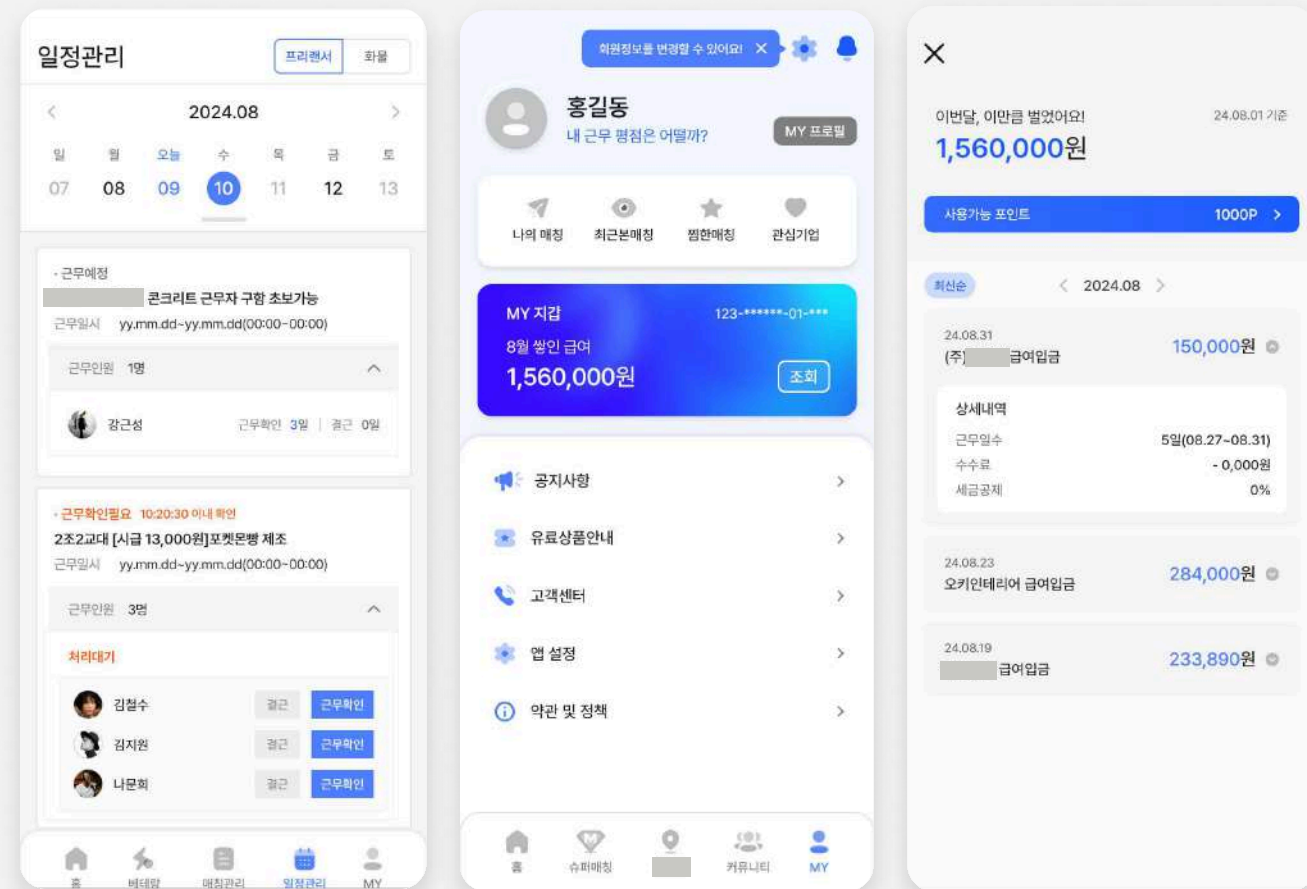 일정관리
프리랜서 화물
2024.08
일 월 오늘 수 목 금 토
07 08 09 10 11 12 13
· 근무예정
콘크리트 근무자 구함 초보가능
근무일시 yy.mm.dd~yy.mm.dd(00:00~00:00)
근무인원 1명
강근성 근무확인 3일 | 결근 0일
· 근무확인필요 10:20:30 이내 확인
2조2교대 [시급 13,000원]포켓몬빵 제조
근무일시 yy.mm.dd~yy.mm.dd(00:00~00:00)
근무인원 3명
처리대기
김철수 결근 근무확인
김지원 결근 근무확인
나문희 결근 근무확인
홈 베테랑 매칭관리 일정관리 MY
회원정보를 변경할 수 있어요! X
홍길동
내 근무 평점은 어떨까?
MY 프로필
나의 매칭 최근본매칭 찜한매칭 관심기업
MY 지갑 123-******-01-***
8월 쌓인 급여
1,560,000원
조회
공지사항
유료상품안내
고객센터
앱 설정
약관 및 정책
홈 슈퍼매칭 커뮤니티 MY
이번달, 이만큼 벌었어요! 24.08.01 기준
1,560,000원
사용가능 포인트 1000P >
최신순 < 2024.08 >
24.08.31
(주) 급여입금 150,000원
상세내역
근무일수 5일(08.27~08.31)
수수료 - 0,000원
세금공제 0%
24.08.23
오키인테리어 급여입금 284,000원
24.08.19
급여입금 233,890원